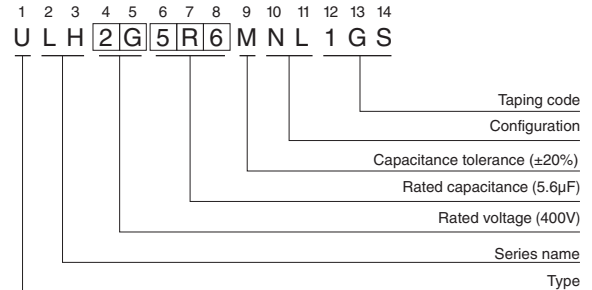 1 2 3 4 5 6 7 8 9 10 11 12 13 14
U L H 2 G 5 R 6 M N L 1 G S
Taping code
Configuration
Capacitance tolerance (±20%)
Rated capacitance (5.6µF)
Rated voltage (400V)
Series name
Type